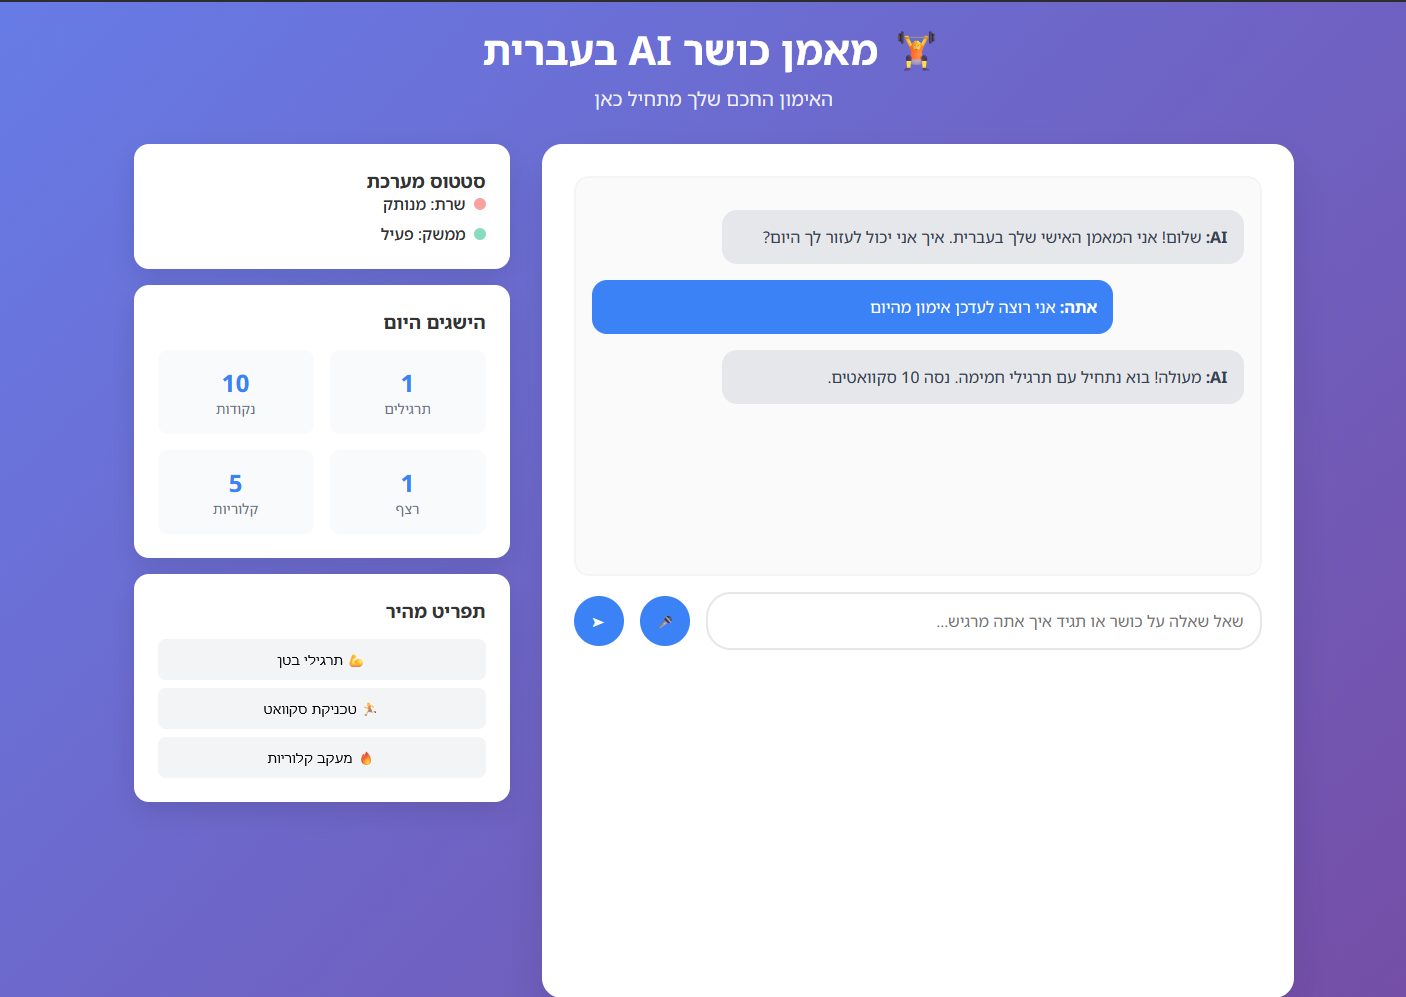 🏋️ מאמן כושר AI בעברית
האימון החכם שלך מתחיל כאן
AI: שלום! אני המאמן האישי שלך בעברית. איך אני יכול לעזור לך היום?
אתה: אני רוצה לעדכן אימון מהיום
AI: מעולה! בוא נתחיל עם תרגילי חמימה. נסה 10 סקוואטים.
שאל שאלה על כושר או תגיד איך אתה מרגיש...
סטטוס מערכת
שרת: מנותק
ממשק: פעיל
הישגים היום
1
תרגילים
10
נקודות
1
רצף
5
קלוריות
תפריט מהיר
💪 תרגילי בטן
🏃 טכניקת סקוואט
🔥 מעקב קלוריות